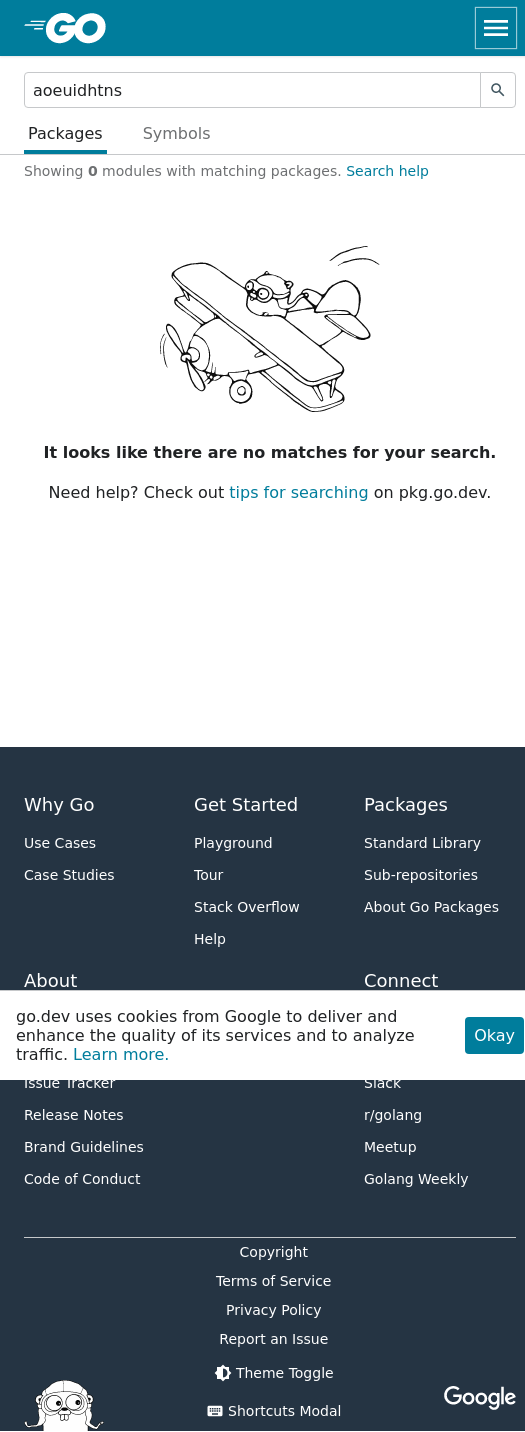 GO
aoeuidhtns
Packages Symbols
Showing 0 modules with matching packages. Search help
It looks like there are no matches for your search.
Need help? Check out tips for searching on pkg.go.dev.
Why Go
Use Cases
Case Studies
Get Started
Playground
Tour
Stack Overflow
Help
Packages
Standard Library
Sub-repositories
About Go Packages
About
Connect
go.dev uses cookies from Google to deliver and
enhance the quality of its services and to analyze
traffic. Learn more.
Okay
Issue Tracker
Release Notes
Brand Guidelines
Code of Conduct
Slack
r/golang
Meetup
Golang Weekly
Copyright
Terms of Service
Privacy Policy
Report an Issue
Theme Toggle
Shortcuts Modal
Google